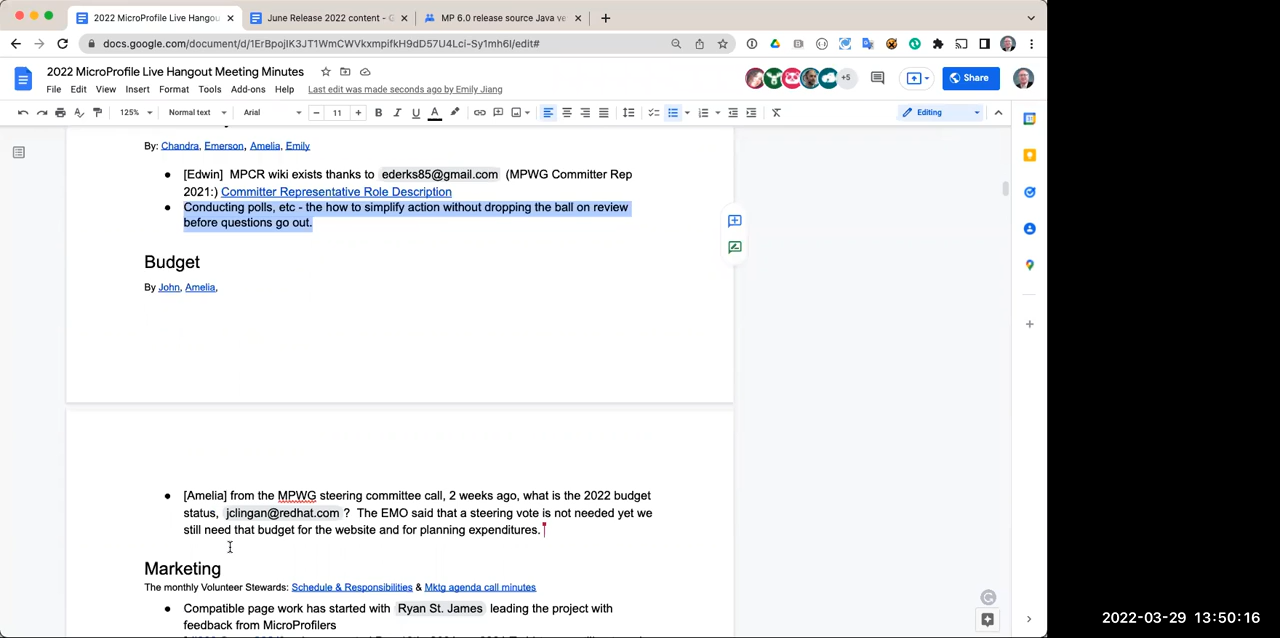 2022 MicroProfile Live Hangou
June Release 2022 content - G
MP 6.0 release source Java ve
docs.google.com/document/d/1ErBpojIK3JT1WmCWVkxmpifkH9dD57U4Lci-Sy1mh6I/edit#
2022 MicroProfile Live Hangout Meeting Minutes
+5
Share
File Edit View Insert Format Tools Add-ons Help Last edit was made seconds ago by Emily Jiang
125% Normal text Arial 11 B I U A Editing
By: Chandra, Emerson, Amelia, Emily
[Edwin] MPCR wiki exists thanks to ederks85@gmail.com (MPWG Committer Rep
2021:) Committer Representative Role Description
Conducting polls, etc - the how to simplify action without dropping the ball on review
before questions go out.
Budget
By John, Amelia,
[Amelia] from the MPWG steering committee call, 2 weeks ago, what is the 2022 budget
status, jclingan@redhat.com ? The EMO said that a steering vote is not needed yet we
still need that budget for the website and for planning expenditures.
Marketing
The monthly Volunteer Stewards: Schedule & Responsibilities & Mktg agenda call minutes
Compatible page work has started with Ryan St. James leading the project with
feedback from MicroProfilers
2022-03-29 13:50:16